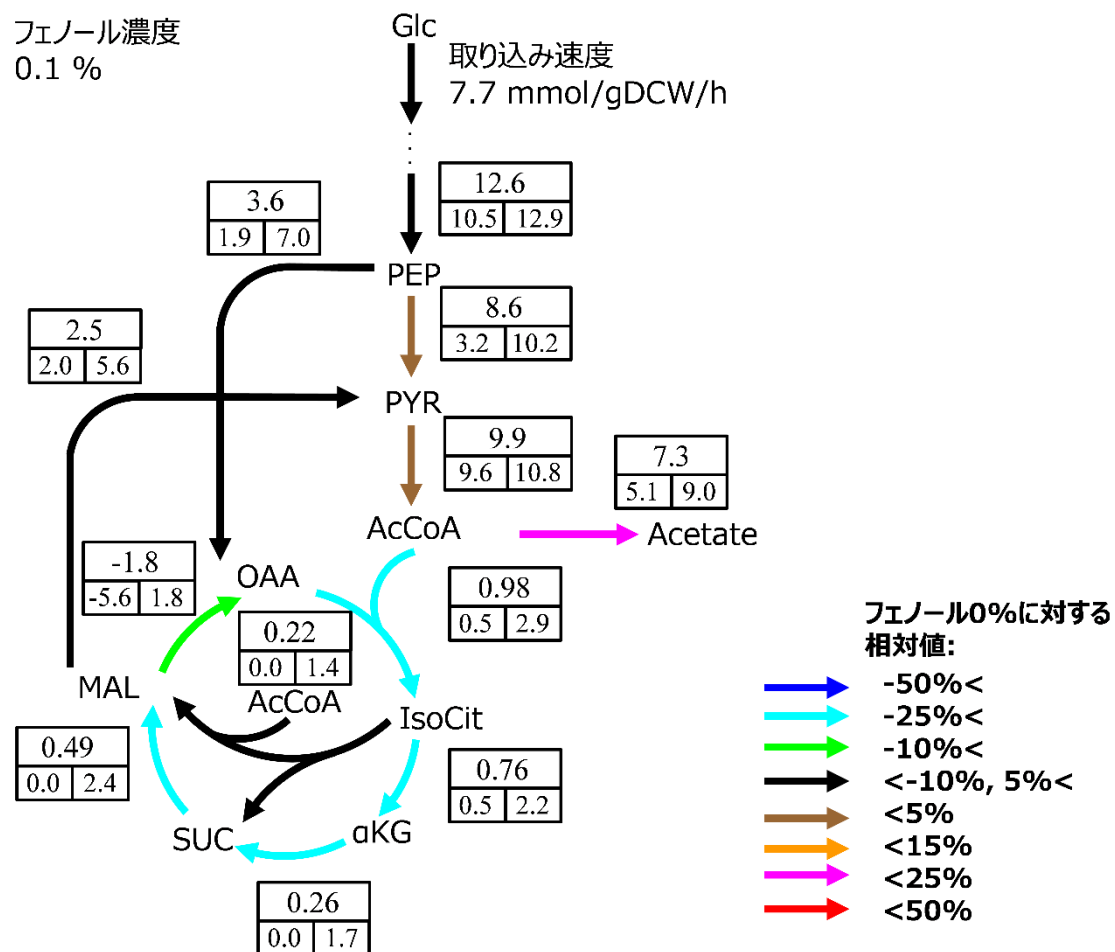 フェノール濃度
0.1 %
Glc
取り込み速度
7.7 mmol/gDCW/h
12.6
10.5 12.9
3.6
1.9 7.0
PEP
8.6
3.2 10.2
2.5
2.0 5.6
PYR
9.9
9.6 10.8
7.3
5.1 9.0
AcCoA
Acetate
-1.8
-5.6 1.8
OAA
0.98
0.5 2.9
0.22
0.0 1.4
AcCoA
MAL
IsoCit
0.49
0.0 2.4
0.76
0.5 2.2
SUC
αKG
0.26
0.0 1.7
フェノール0%に対する
相対値:
-50%<
-25%<
-10%<
<-10%, 5%<
<5%
<15%
<25%
<50%